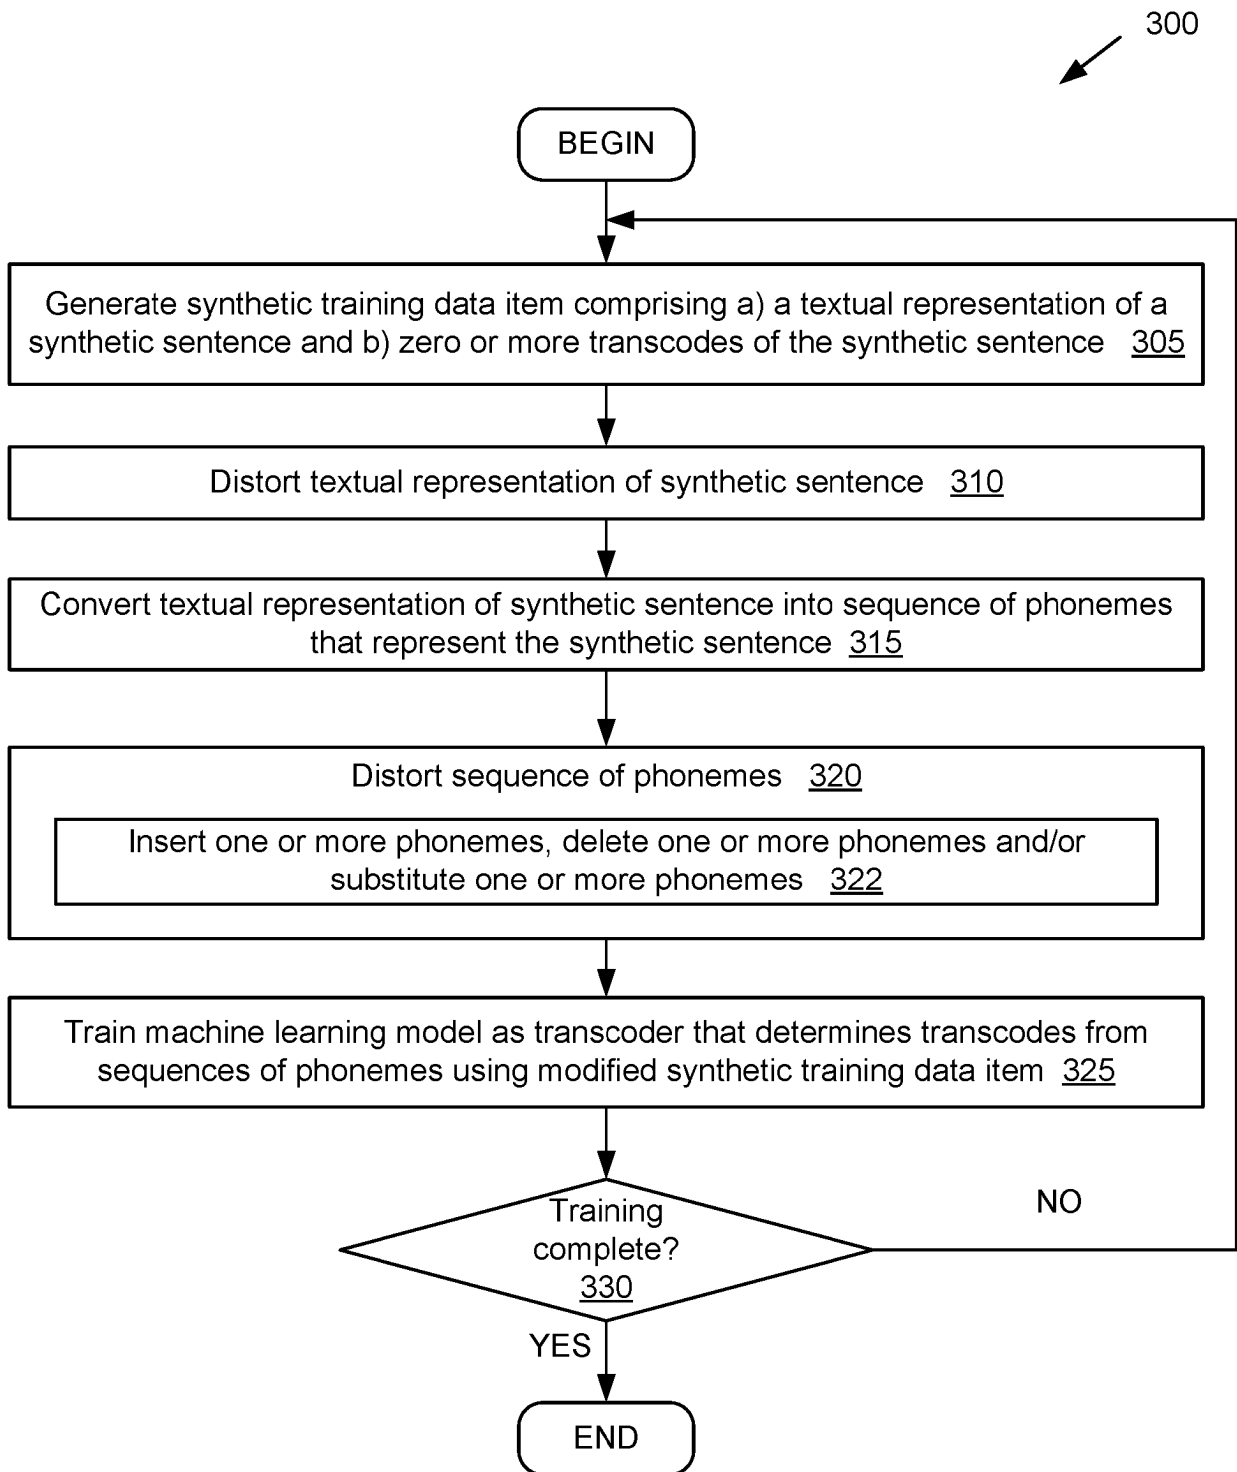 300
BEGIN
Generate synthetic training data item comprising a) a textual representation of a
synthetic sentence and b) zero or more transcodes of the synthetic sentence 305
Distort textual representation of synthetic sentence 310
Convert textual representation of synthetic sentence into sequence of phonemes
that represent the synthetic sentence 315
Distort sequence of phonemes 320
Insert one or more phonemes, delete one or more phonemes and/or
substitute one or more phonemes 322
Train machine learning model as transcoder that determines transcodes from
sequences of phonemes using modified synthetic training data item 325
Training
complete?
330
NO
YES
END